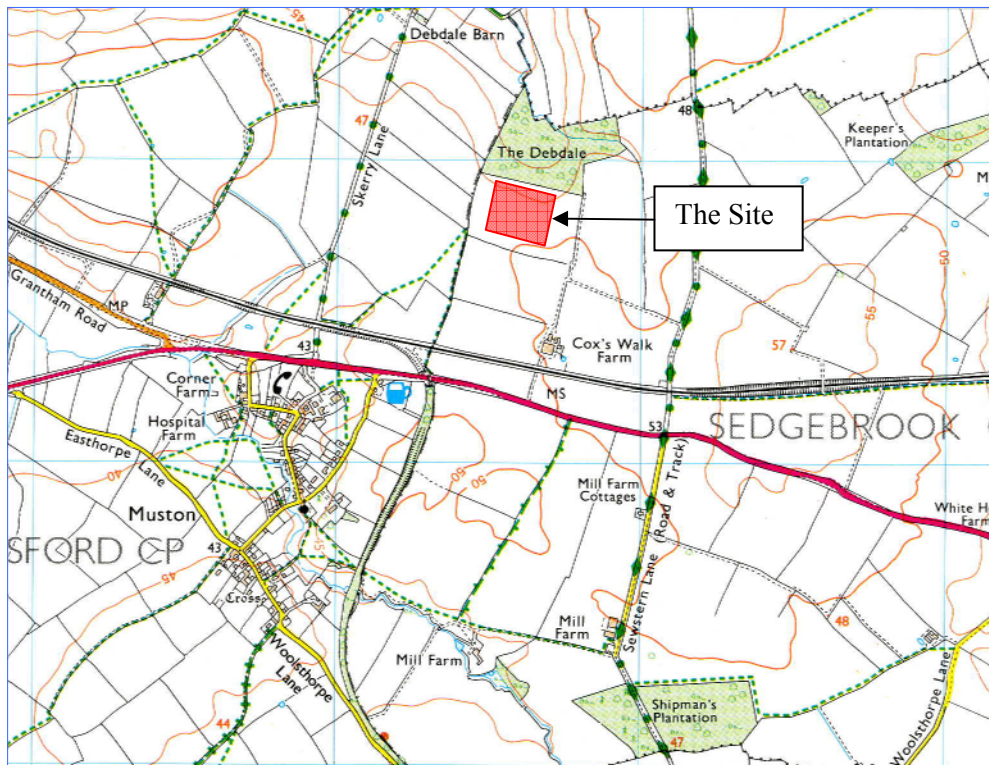 45
Debdale Barn
47
Skerry Lane
48
Keeper's
Plantation
The Debdale
M
The Site
50
Grantham Road
MP
55
43
Cox's Walk
Farm
57
Corner
Farm
MS
Hospital
Farm
SEDGEBROOK C
53
Easthorpe Lane
40
50
50
Mill Farm
Cottages
White H
Farm
Muston
Sewstern Lane (Road & Track)
SFORD CP
43
45
45
Cross
48
Mill
Farm
Mill Farm
Woolsthorpe
Lane
44
Shipman's
Plantation
47
Woolsthorpe Lane